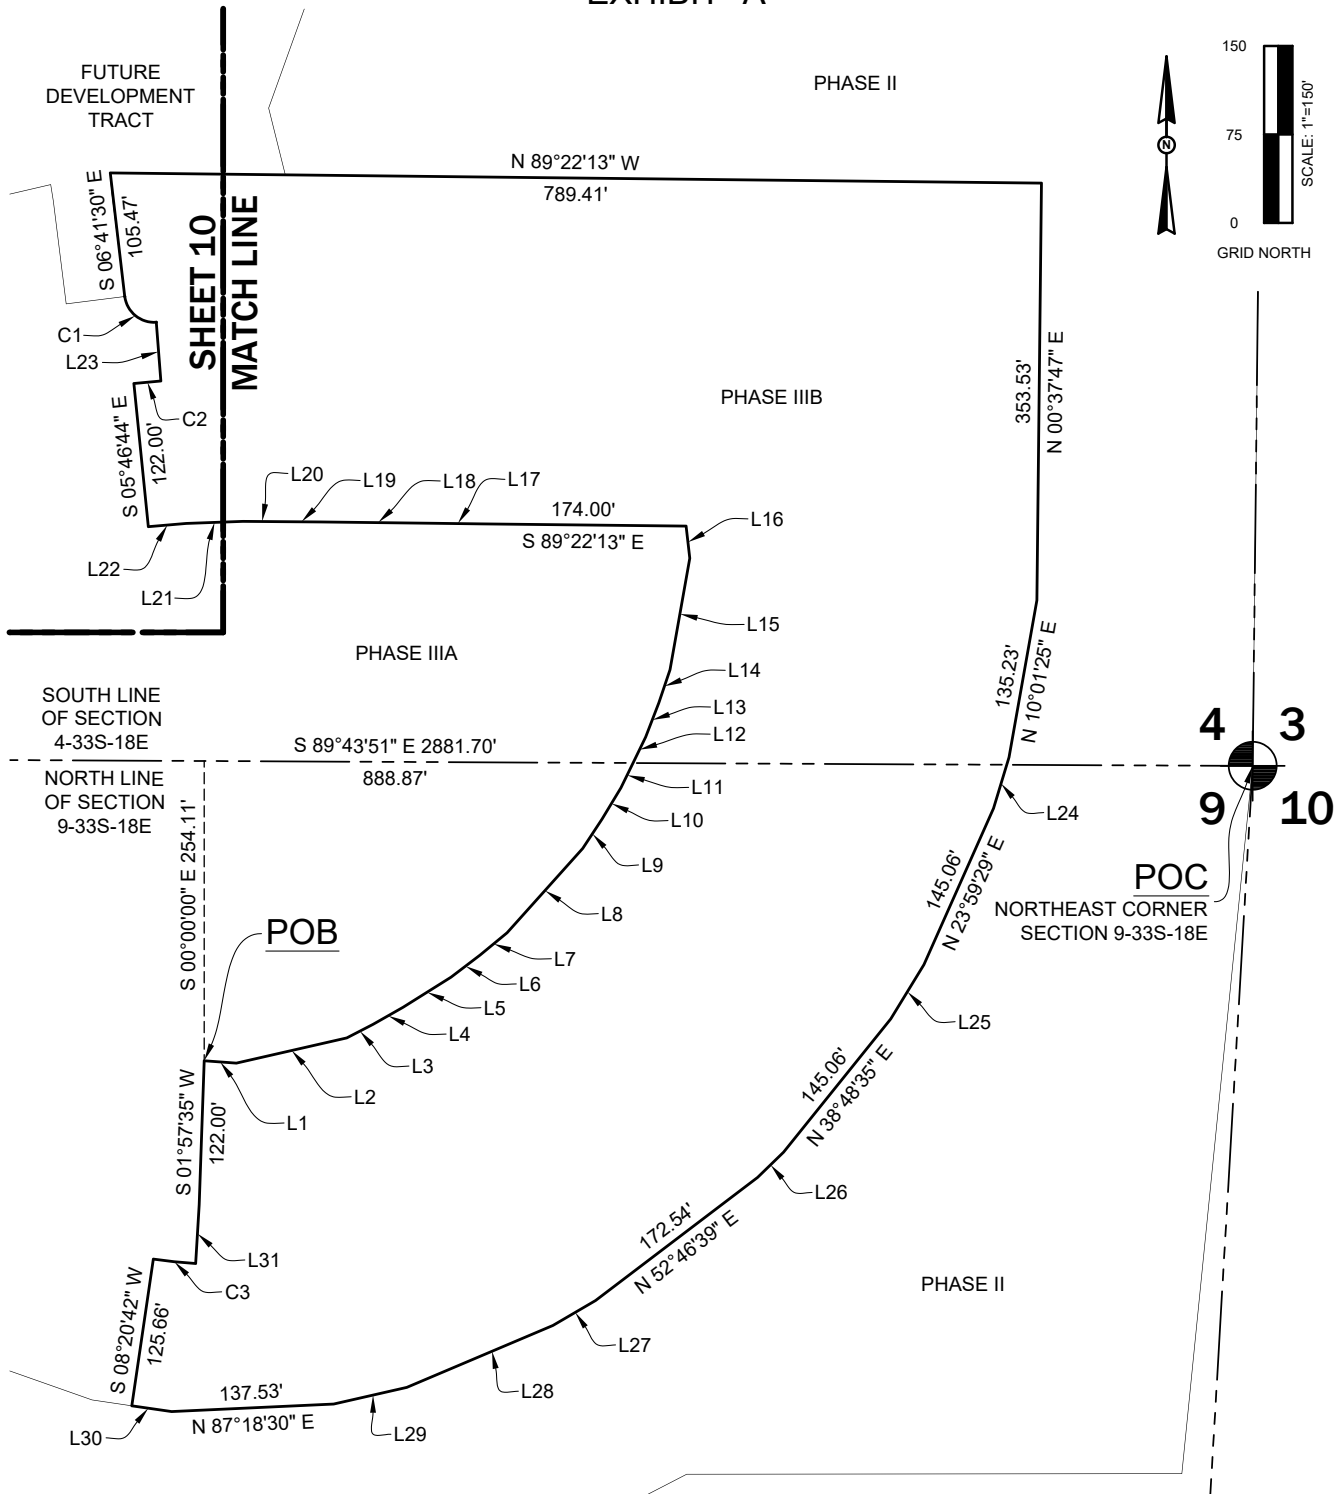 EXHIBIT "A"
FUTURE
DEVELOPMENT
TRACT
PHASE II
150
75
0
SCALE: 1"=150'
N
GRID NORTH
N 89°22'13" W
789.41'
S 06°41'30" E
105.47'
SHEET 10
MATCH LINE
C1
L23
C2
S 05°46'44" E
122.00'
PHASE IIIB
353.53'
N 00°37'47" E
L20
L19
L18
L17
174.00'
S 89°22'13" E
L16
L22
L21
L15
PHASE IIIA
L14
L13
L12
135.23'
N 10°01'25" E
SOUTH LINE
OF SECTION
4-33S-18E
S 89°43'51" E 2881.70'
888.87'
NORTH LINE
OF SECTION
9-33S-18E
4
3
9
10
L11
L10
L24
L9
S 00°00'00" E 254.11'
145.06'
N 23°59'29" E
POC
NORTHEAST CORNER
SECTION 9-33S-18E
L8
POB
L7
L6
L5
L4
L3
L2
L1
L25
S 01°57'35" W
122.00'
145.06'
N 38°48'35" E
L26
172.54'
N 52°46'39" E
L31
C3
PHASE II
S 08°20'42" W
125.66'
L27
L28
137.53'
N 87°18'30" E
L29
L30